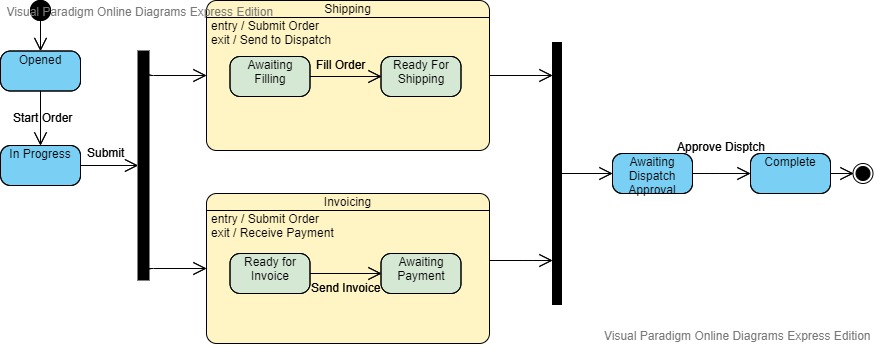 Visual Paradigm Online Diagrams Express Edition
Shipping
entry / Submit Order
exit / Send to Dispatch
Opened
Awaiting
Filling
Fill Order
Ready For
Shipping
Start Order
In Progress
Submit
Approve Disptch
Awaiting
Dispatch
Approval
Complete
Invoicing
entry / Submit Order
exit / Receive Payment
Ready for
Invoice
Send Invoice
Awaiting
Payment
Visual Paradigm Online Diagrams Express Edition